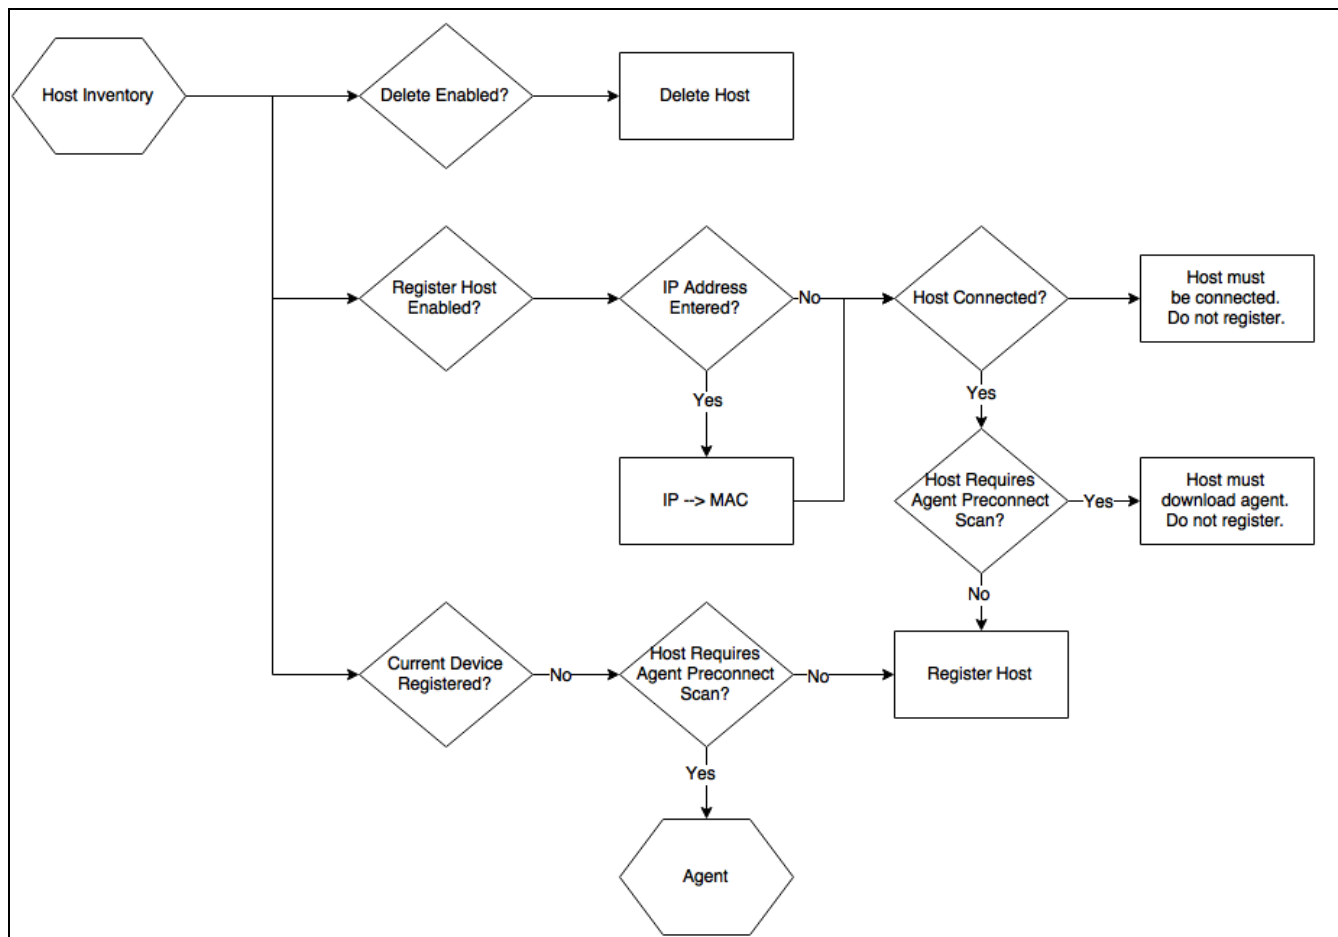 Host Inventory
Delete Enabled?
Delete Host
Register Host
Enabled?
IP Address
Entered?
No
Host Connected?
Host must
be connected.
Do not register.
Yes
Yes
IP --> MAC
Host Requires
Agent Preconnect
Scan?
Yes
Host must
download agent.
Do not register.
No
Current Device
Registered?
No
Host Requires
Agent Preconnect
Scan?
No
Register Host
Yes
Agent